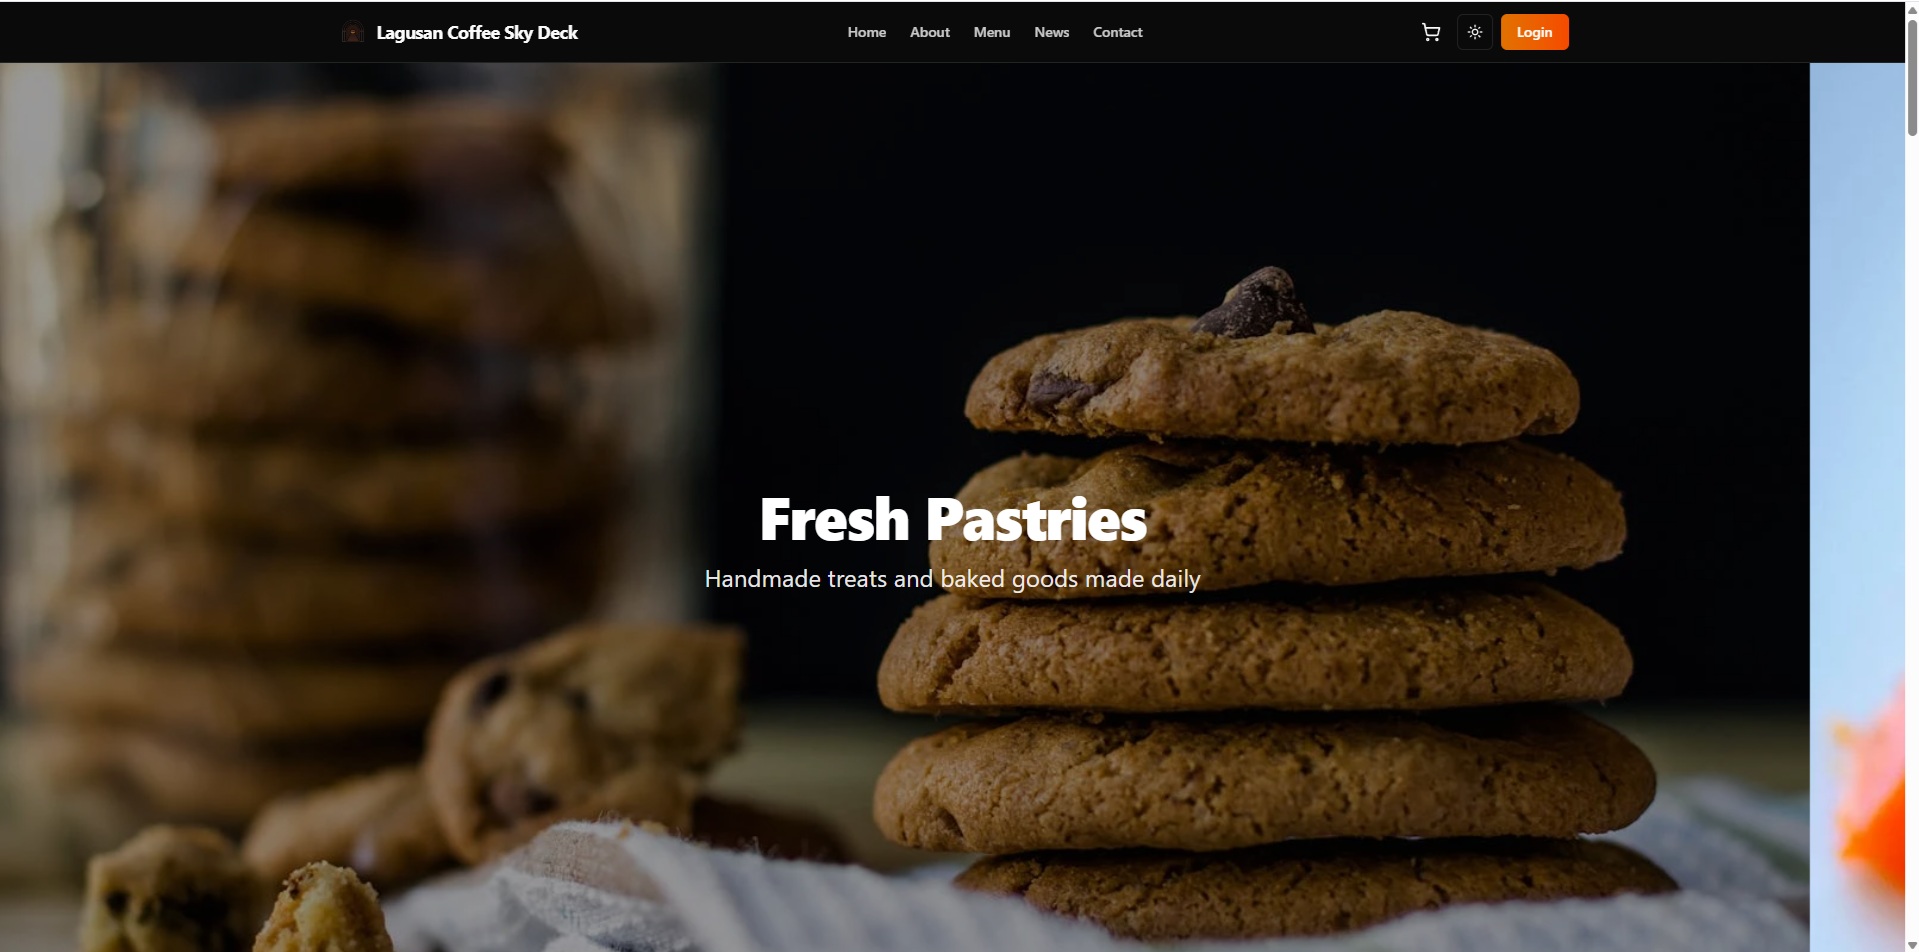 Lagusan Coffee Sky Deck
Home About Menu News Contact
Login
Fresh Pastries
Handmade treats and baked goods made daily